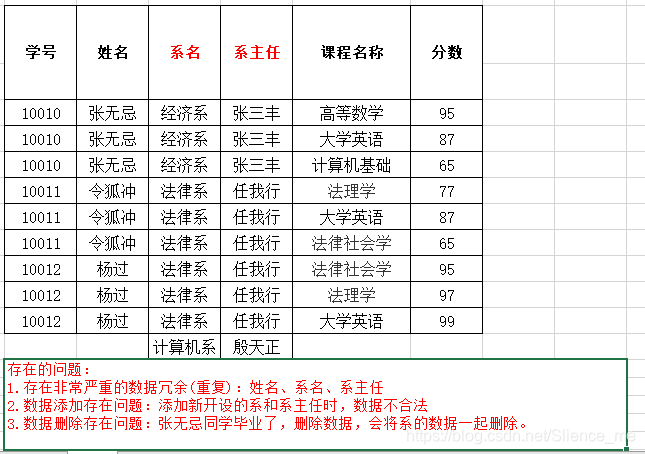 学号 姓名 系名 系主任 课程名称 分数
10010 张无忌 经济系 张三丰 高等数学 95
10010 张无忌 经济系 张三丰 大学英语 87
10010 张无忌 经济系 张三丰 计算机基础 65
10011 令狐冲 法律系 任我行 法理学 77
10011 令狐冲 法律系 任我行 大学英语 87
10011 令狐冲 法律系 任我行 法律社会学 65
10012 杨过 法律系 任我行 法律社会学 95
10012 杨过 法律系 任我行 法理学 97
10012 杨过 法律系 任我行 大学英语 99
计算机系 殷天正
存在的问题：
1.存在非常严重的数据冗余(重复)：姓名、系名、系主任
2.数据添加存在问题：添加新开设的系和系主任时，数据不合法
3.数据删除存在问题：张无忌同学毕业了，删除数据，会将系的数据一起删除。
https://blog.csdn.net/Slience_me